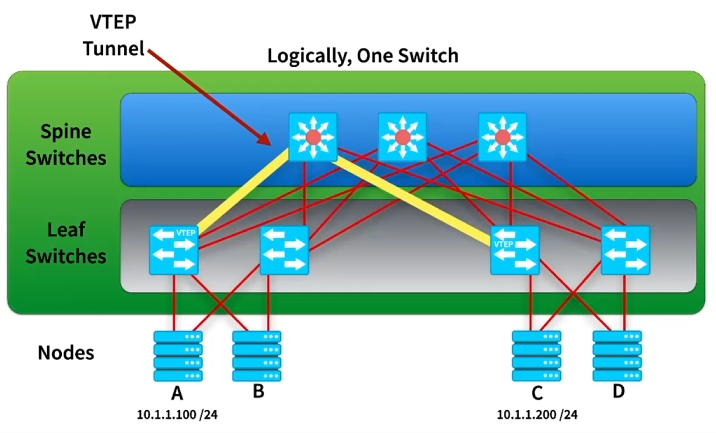 VTEP
Tunnel
Logically, One Switch
Spine
Switches
Leaf
Switches
VTEP
VTEP
Nodes
A
B
C
D
10.1.1.100 /24
10.1.1.200 /24